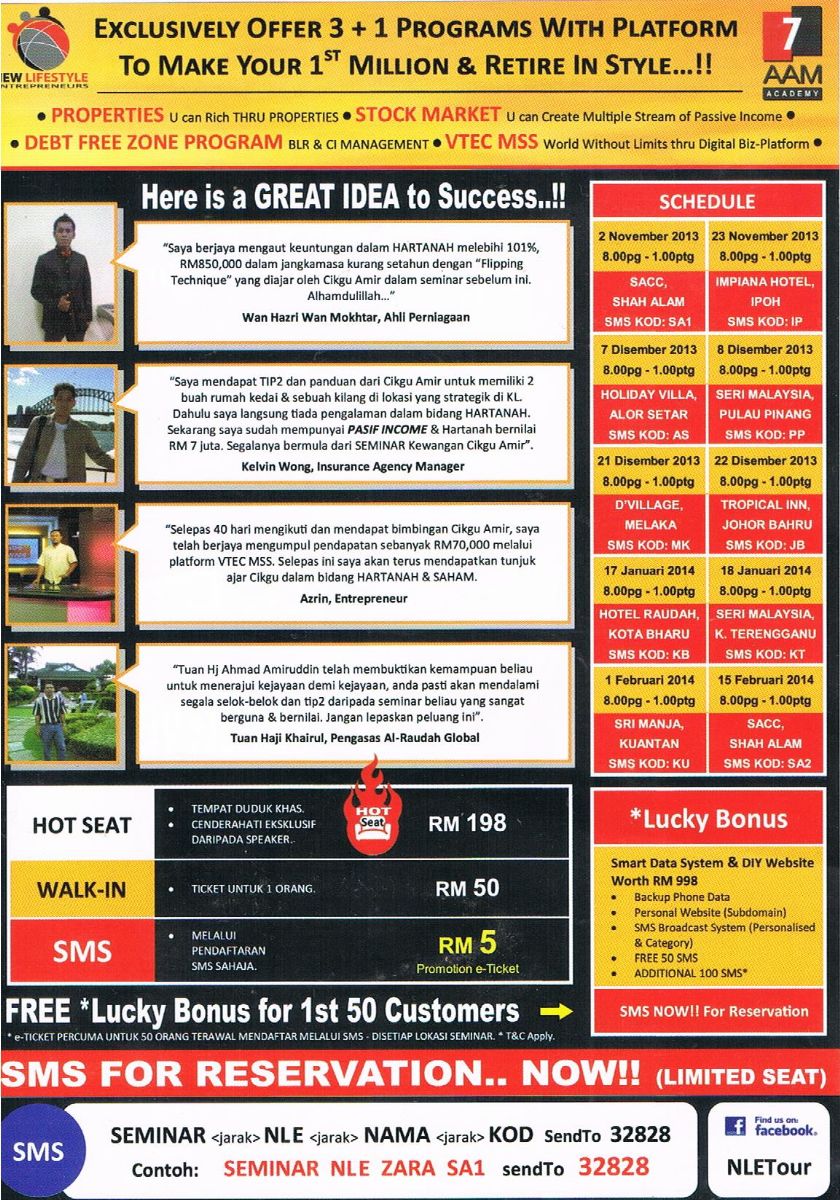 EXCLUSIVELY OFFER 3 + 1 PROGRAMS WITH PLATFORM
TO MAKE YOUR 1ST MILLION & RETIRE IN STYLE...!!
NEW LIFESTYLE
ENTREPRENEURS
7
AAM
ACADEMY
• PROPERTIES U can Rich THRU PROPERTIES • STOCK MARKET U can Create Multiple Stream of Passive Income •
• DEBT FREE ZONE PROGRAM BLR & CI MANAGEMENT • VTEC MSS World Without Limits thru Digital Biz-Platform •
Here is a GREAT IDEA to Success..!!
"Saya berjaya mengaut keuntungan dalam HARTANAH melebihi 101%,
RM850,000 dalam jangkamasa kurang setahun dengan "Flipping
Technique" yang diajar oleh Cikgu Amir dalam seminar sebelum ini.
Alhamdulillah..."
Wan Hazri Wan Mokhtar, Ahli Perniagaan
"Saya mendapat TIP2 dan panduan dari Cikgu Amir untuk memiliki 2
buah rumah kedai & sebuah kilang di lokasi yang strategik di KL.
Dahulu saya langsung tiada pengalaman dalam bidang HARTANAH.
Sekarang saya sudah mempunyai PASIF INCOME & Hartanah bernilai
RM 7 juta. Segalanya bermula dari SEMINAR Kewangan Cikgu Amir".
Kelvin Wong, Insurance Agency Manager
"Selepas 40 hari mengikuti dan mendapat bimbingan Cikgu Amir, saya
telah berjaya mengumpul pendapatan sebanyak RM70,000 melalui
platform VTEC MSS. Selepas ini saya akan terus mendapatkan tunjuk
ajar Cikgu dalam bidang HARTANAH & SAHAM.
Azrin, Entrepreneur
"Tuan Hj Ahmad Amiruddin telah membuktikan kemampuan beliau
untuk menerajui kejayaan demi kejayaan, anda pasti akan mendalami
segala selok-belok dan tip2 daripada seminar beliau yang sangat
berguna & bernilai. Jangan lepaskan peluang ini".
Tuan Haji Khairul, Pengasas Al-Raudah Global
SCHEDULE
2 November 2013
8.00pg - 1.00ptg
SACC,
SHAH ALAM
SMS KOD: SA1
23 November 2013
8.00pg - 1.00ptg
IMPIANA HOTEL,
IPOH
SMS KOD: IP
7 Disember 2013
8.00pg - 1.00ptg
HOLIDAY VILLA,
ALOR SETAR
SMS KOD: AS
8 Disember 2013
8.00pg - 1.00ptg
SERI MALAYSIA,
PULAU PINANG
SMS KOD: PP
21 Disember 2013
8.00pg - 1.00ptg
D'VILLAGE,
MELAKA
SMS KOD: MK
22 Disember 2013
8.00pg - 1.00ptg
TROPICAL INN,
JOHOR BAHRU
SMS KOD: JB
17 Januari 2014
8.00pg - 1.00ptg
HOTEL RAUDAH,
KOTA BHARU
SMS KOD: KB
18 Januari 2014
8.00pg - 1.00ptg
SERI MALAYSIA,
K. TERENGGANU
SMS KOD: KT
1 Februari 2014
8.00pg - 1.00ptg
SRI MANJA,
KUANTAN
SMS KOD: KU
15 Februari 2014
8.00pg - 1.00ptg
SACC,
SHAH ALAM
SMS KOD: SA2
HOT SEAT
• TEMPAT DUDUK KHAS.
• CENDERAHATI EKSKLUSIF
DARIPADA SPEAKER.
HOT
Seat
RM 198
WALK-IN
• TICKET UNTUK 1 ORANG.
RM 50
SMS
• MELALUI
PENDAFTARAN
SMS SAHAJA.
RM 5
Promotion e-Ticket
*Lucky Bonus
Smart Data System & DIY Website
Worth RM 998
• Backup Phone Data
• Personal Website (Subdomain)
• SMS Broadcast System (Personalised
& Category)
• FREE 50 SMS
• ADDITIONAL 100 SMS*
SMS NOW!! For Reservation
FREE *Lucky Bonus for 1st 50 Customers
* e-TICKET PERCUMA UNTUK 50 ORANG TERAWAL MENDAFTAR MELALUI SMS - DISETIAP LOKASI SEMINAR. * T&C Apply.
SMS FOR RESERVATION.. NOW!! (LIMITED SEAT)
SMS
SEMINAR <jarak> NLE <jarak> NAMA <jarak> KOD SendTo 32828
Contoh: SEMINAR NLE ZARA SA1 sendTo 32828
Find us on:
facebook.
NLETour